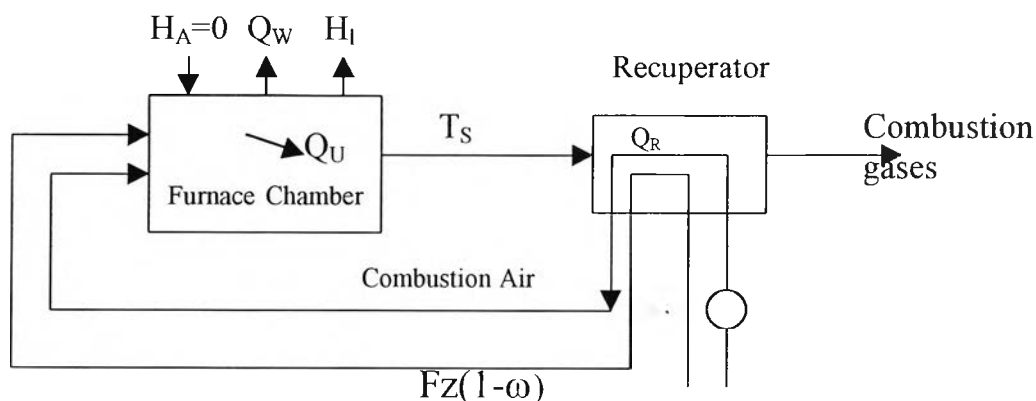 H_A=0 Q_W H_I
Recuperator
T_S
Q_R
Combustion
gases
Q_U
Furnace Chamber
Combustion Air
Fz(1-ω)